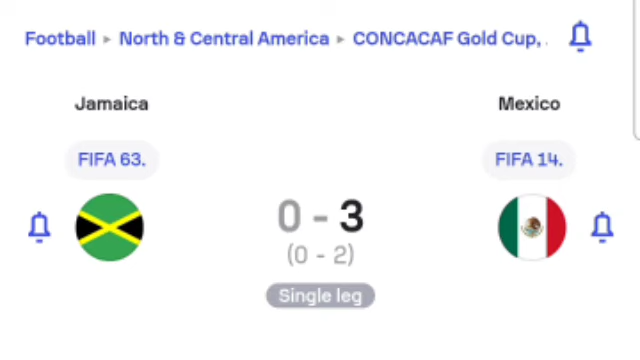 Football ▸ North & Central America ▸ CONCACAF Gold Cup, .
Jamaica
Mexico
FIFA 63.
FIFA 14.
0 - 3
(0 - 2)
Single leg